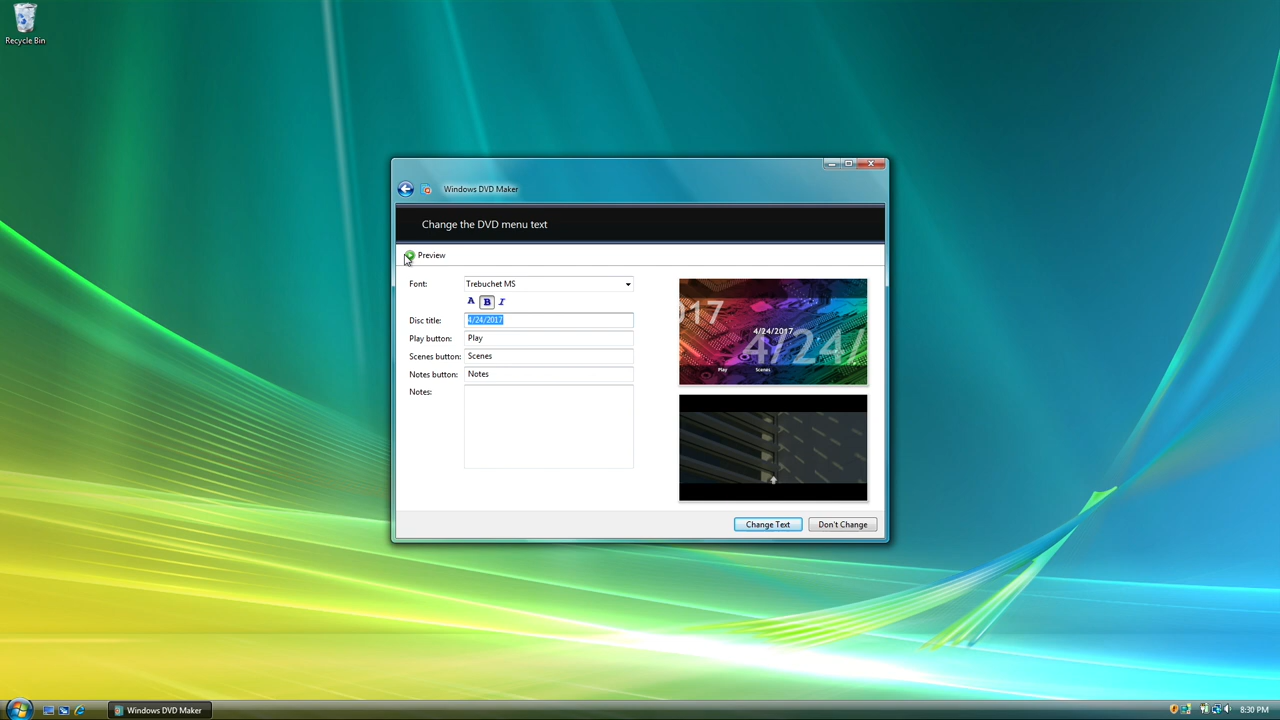 Recycle Bin
Windows DVD Maker
Change the DVD menu text
Preview
Font: Trebuchet MS
A B I
Disc title: 4/24/2017
Play button: Play
Scenes button: Scenes
Notes button: Notes
Notes:
017
4/24/2017
4/24/
Play Scenes
Change Text Don't Change
Windows DVD Maker
8:30 PM